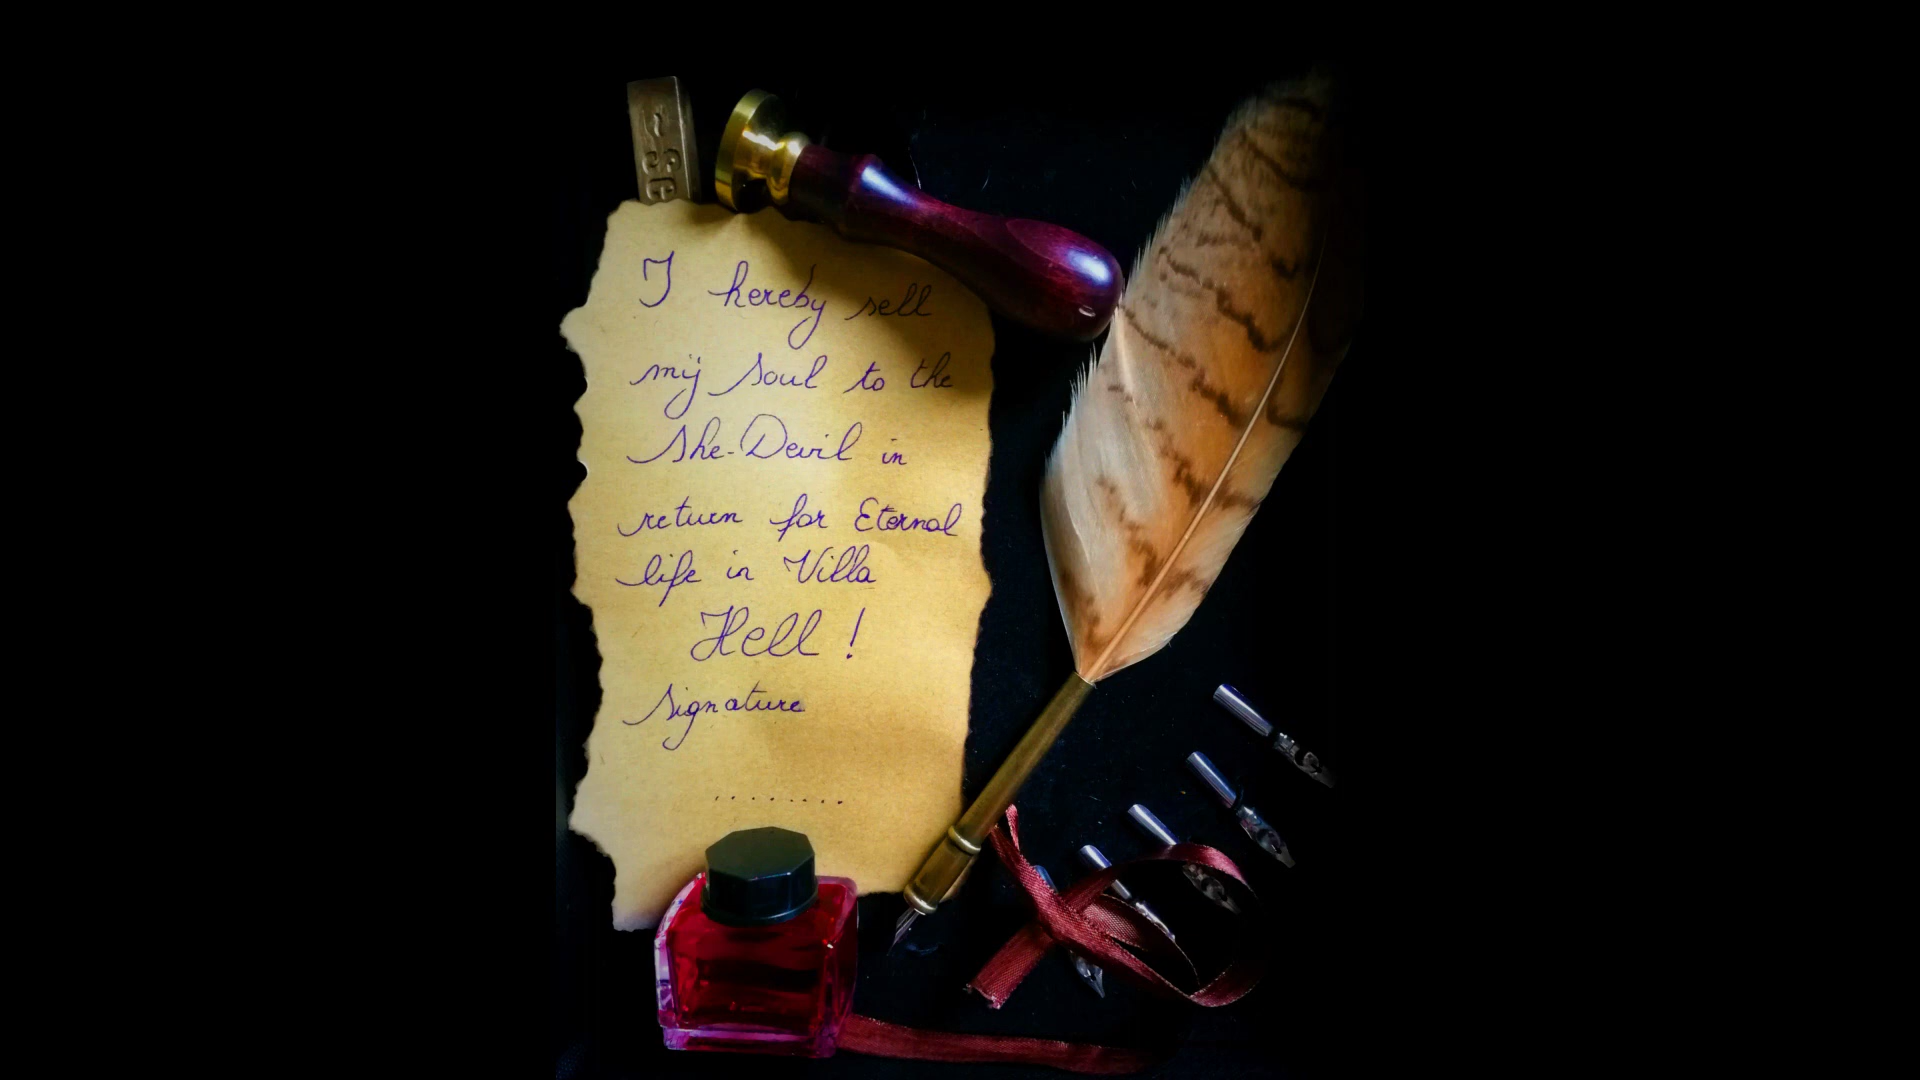 I hereby sell
my soul to the
She-Devil in
return for Eternal
life in Villa
Hell!
Signature
.........